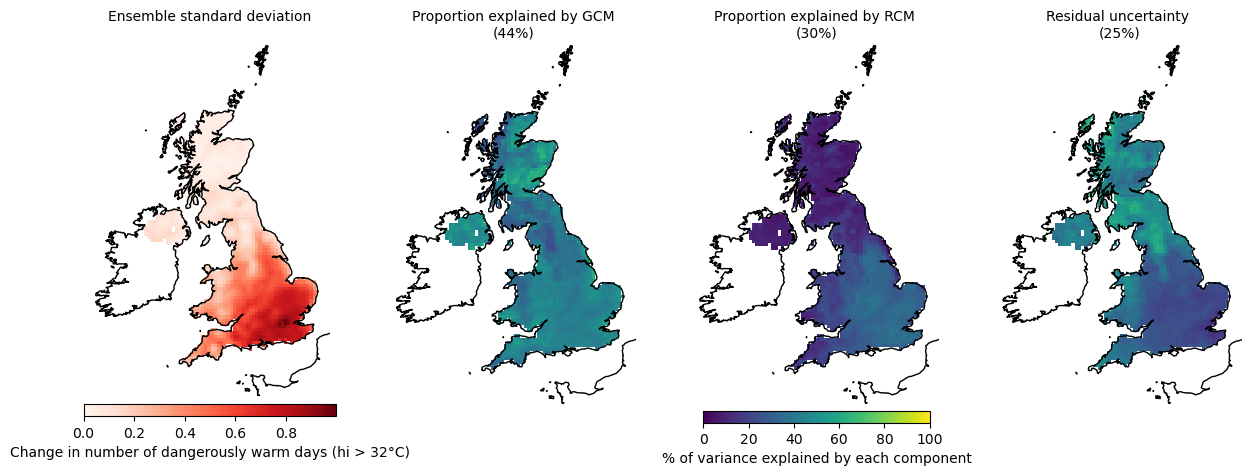 Ensemble standard deviation
Proportion explained by GCM
(44%)
Proportion explained by RCM
(30%)
Residual uncertainty
(25%)
0.0 0.2 0.4 0.6 0.8
Change in number of dangerously warm days (hi > 32°C)
0 20 40 60 80 100
% of variance explained by each component